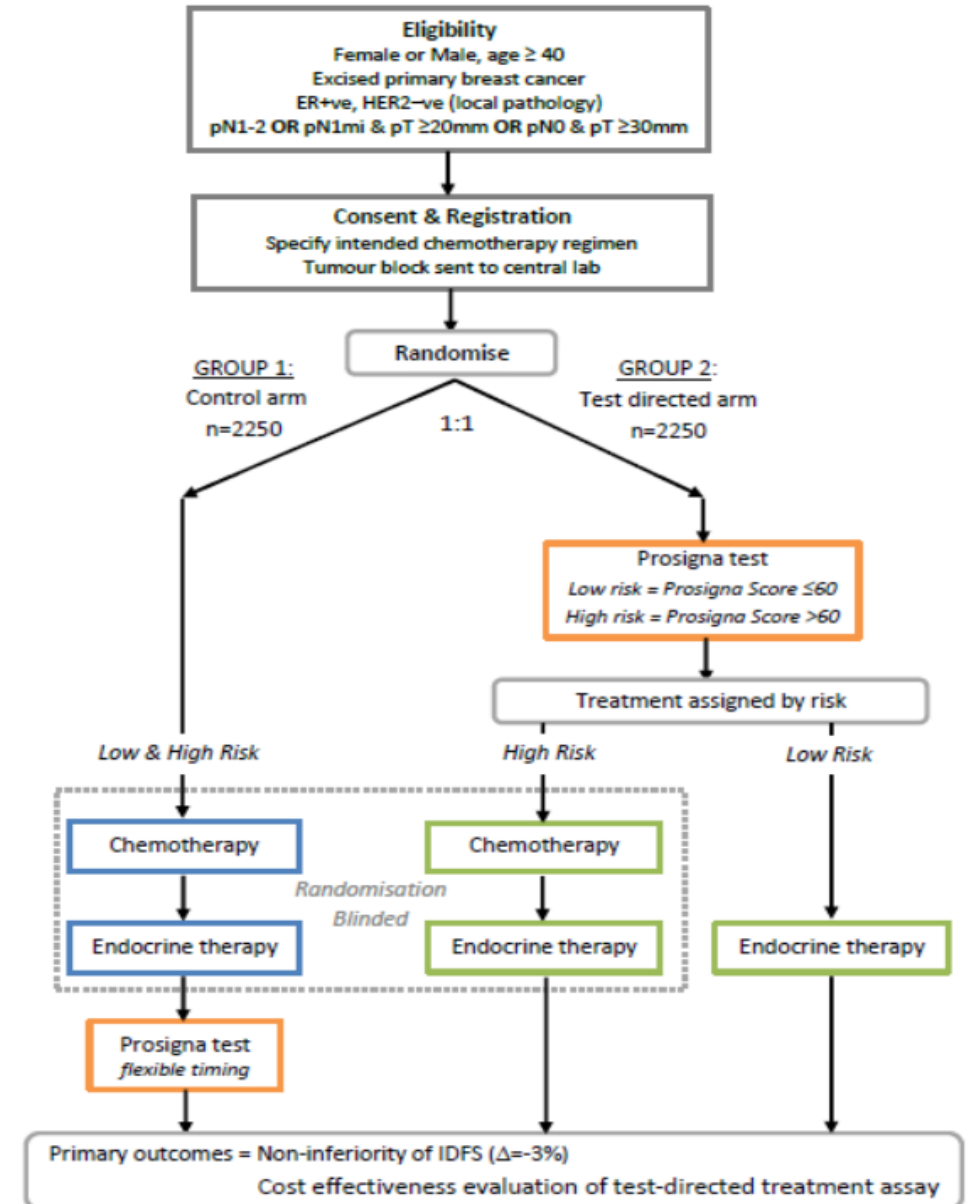 Eligibility
Female or Male, age ≥ 40
Excised primary breast cancer
ER+ve, HER2−ve (local pathology)
pN1-2 OR pN1mi & pT ≥20mm OR pN0 & pT ≥30mm
Consent & Registration
Specify intended chemotherapy regimen
Tumour block sent to central lab
Randomise
GROUP 1:
Control arm
n=2250
1:1
GROUP 2:
Test directed arm
n=2250
Prosigna test
Low risk = Prosigna Score ≤60
High risk = Prosigna Score >60
Treatment assigned by risk
Low & High Risk
High Risk
Low Risk
Chemotherapy
Chemotherapy
Randomisation
Blinded
Endocrine therapy
Endocrine therapy
Endocrine therapy
Prosigna test
flexible timing
Primary outcomes = Non-inferiority of IDFS (Δ=-3%)
Cost effectiveness evaluation of test-directed treatment assay